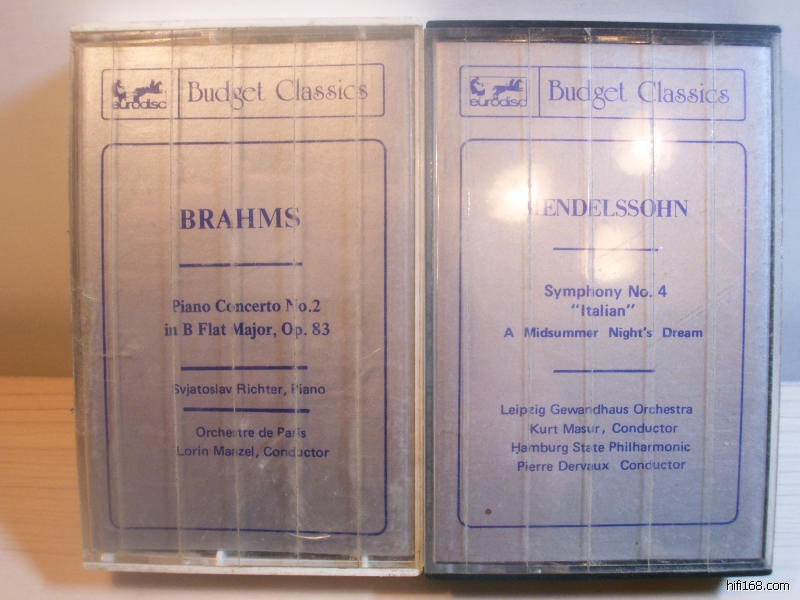 eurodisc
Budget Classics
BRAHMS
Piano Concerto No.2
in B Flat Major, Op. 83
Svjatoslav Richter, Piano
Orchestre de Paris
Lorin Maazel, Conductor
eurodisc
Budget Classics
MENDELSSOHN
Symphony No. 4
"Italian"
A Midsummer Night's Dream
Leipzig Gewandhaus Orchestra
Kurt Masur, Conductor
Hamburg State Philharmonic
Pierre Dervaux Conductor
hifi168.com